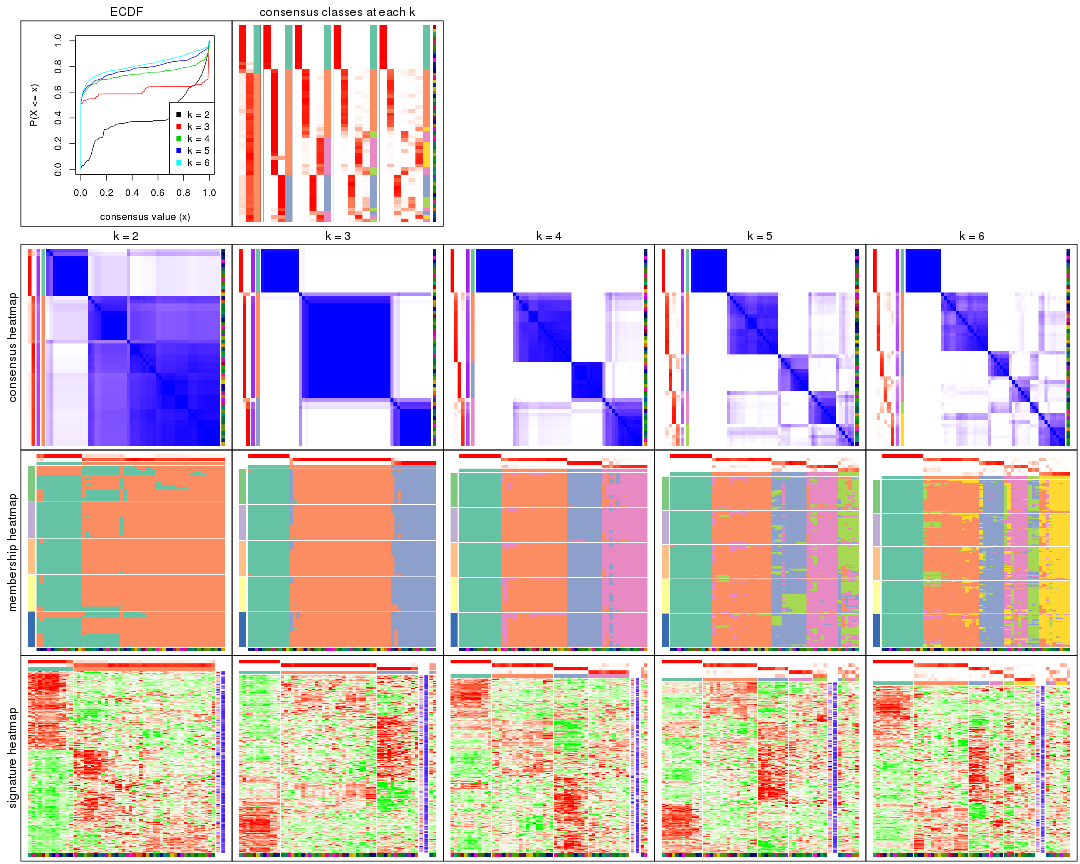 ECDF
consensus classes at each k
P(X <= x)
1.0
0.8
0.6
0.4
0.2
0.0
k = 2
k = 3
k = 4
k = 5
k = 6
0.0 0.2 0.4 0.6 0.8 1.0
consensus value (x)
k = 2 k = 3 k = 4 k = 5 k = 6
consensus heatmap
membership heatmap
signature heatmap